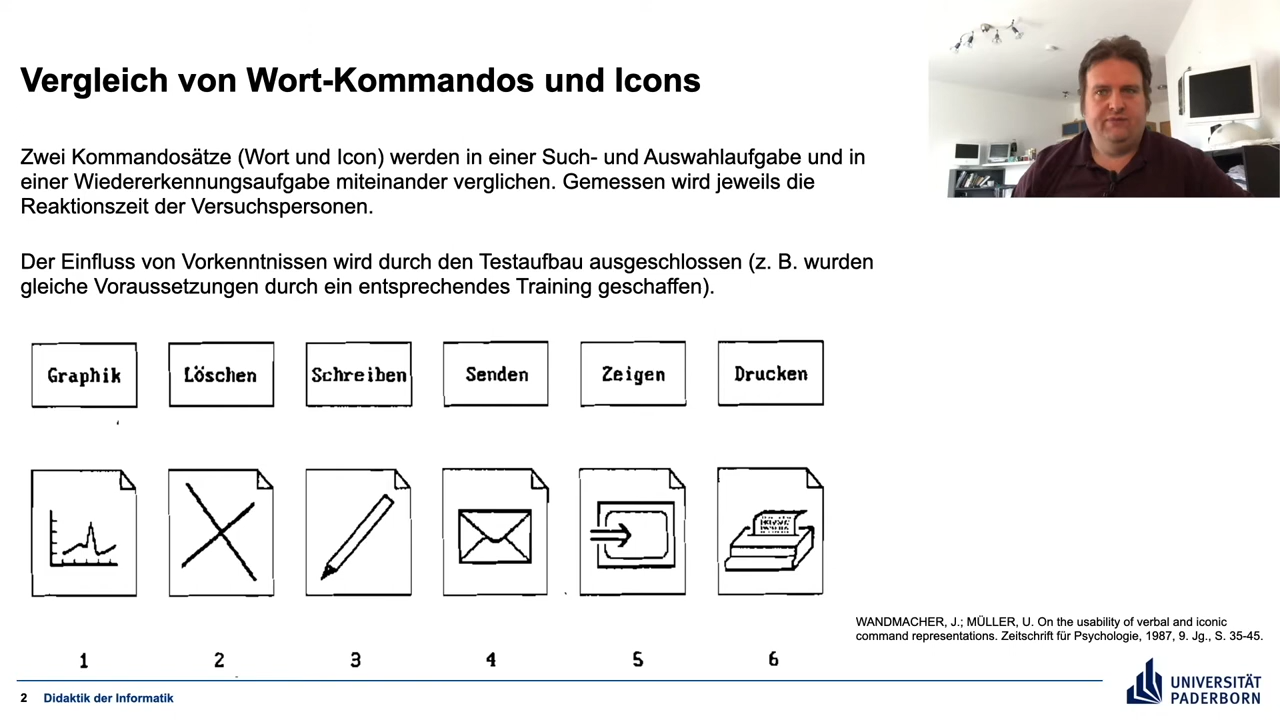 Vergleich von Wort-Kommandos und Icons
Zwei Kommandosätze (Wort und Icon) werden in einer Such- und Auswahlaufgabe und in
einer Wiedererkennungsaufgabe miteinander verglichen. Gemessen wird jeweils die
Reaktionszeit der Versuchspersonen.
Der Einfluss von Vorkenntnissen wird durch den Testaufbau ausgeschlossen (z. B. wurden
gleiche Voraussetzungen durch ein entsprechendes Training geschaffen).
Graphik Löschen Schreiben Senden Zeigen Drucken
1 2 3 4 5 6
WANDMACHER, J.; MÜLLER, U. On the usability of verbal and iconic
command representations. Zeitschrift für Psychologie, 1987, 9. Jg., S. 35-45.
2 Didaktik der Informatik
UNIVERSITÄT
PADERBORN